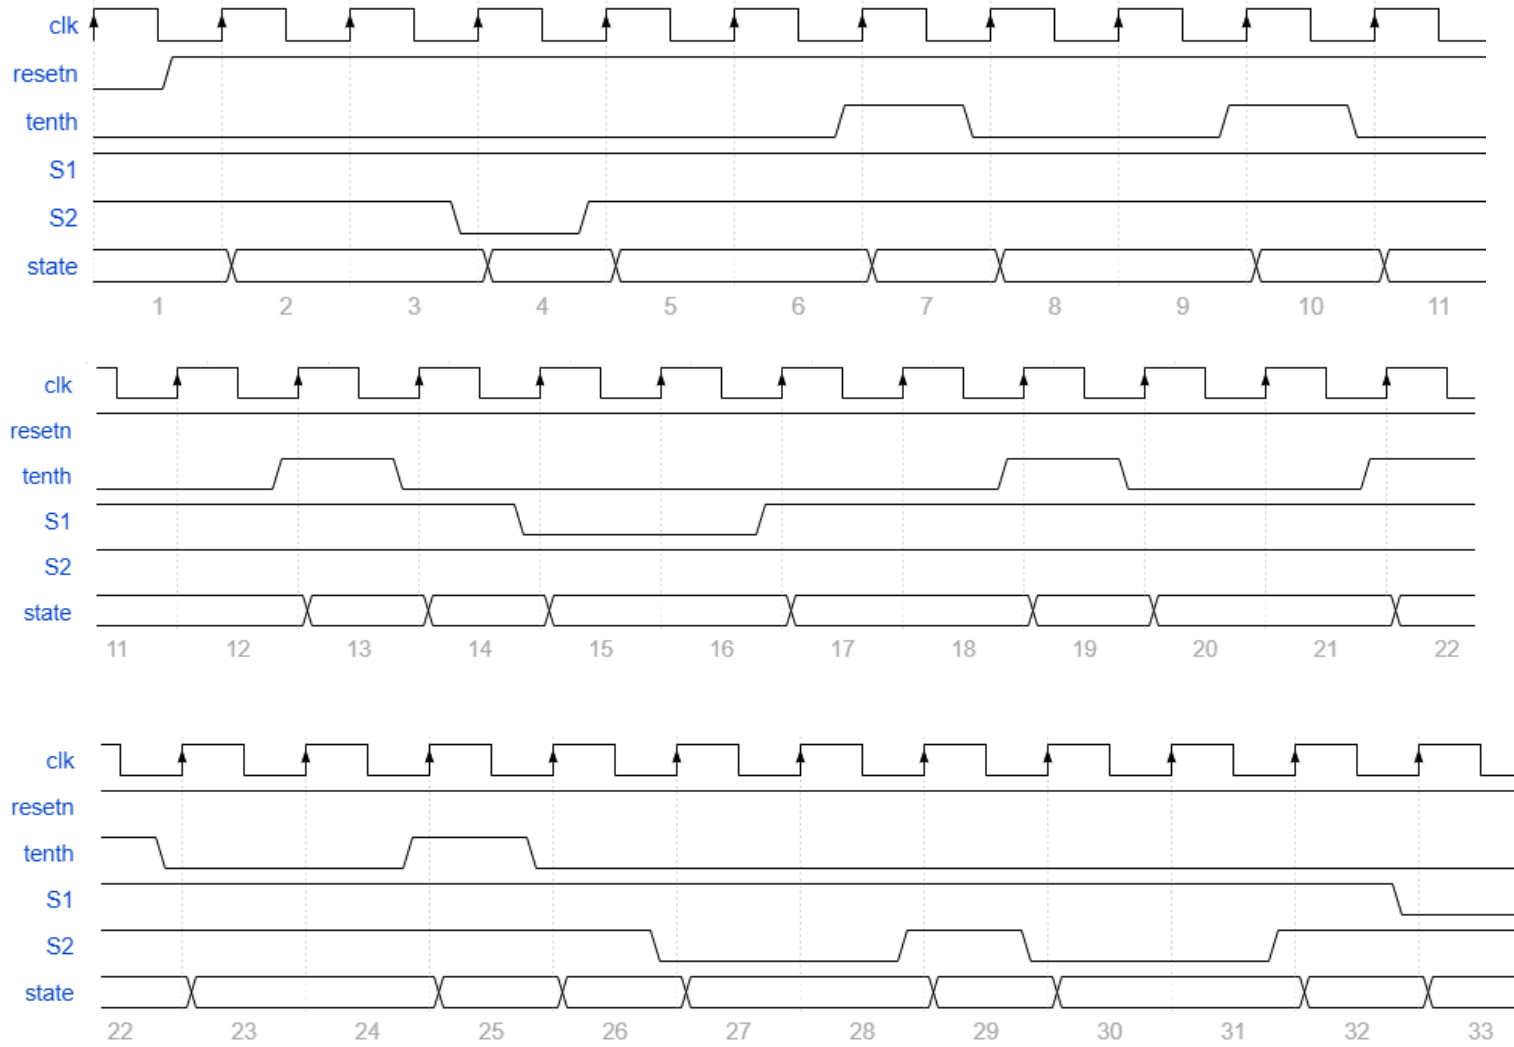 clk
resetn
tenth
S1
S2
state
1 2 3 4 5 6 7 8 9 10 11
clk
resetn
tenth
S1
S2
state
11 12 13 14 15 16 17 18 19 20 21 22
clk
resetn
tenth
S1
S2
state
22 23 24 25 26 27 28 29 30 31 32 33